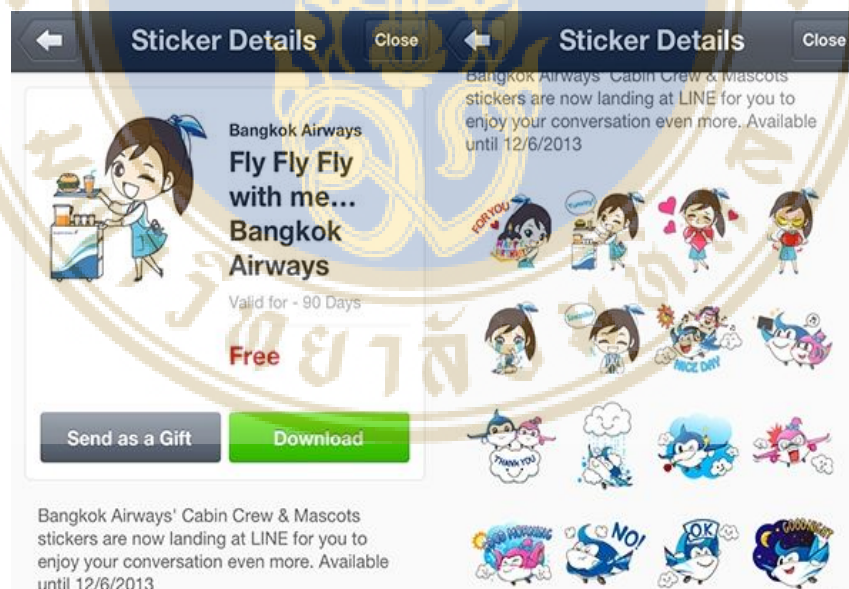 Sticker Details
Close
Bangkok Airways
Fly Fly Fly
with me...
Bangkok
Airways
Valid for - 90 Days
Free
Send as a Gift
Download
Bangkok Airways' Cabin Crew & Mascots
stickers are now landing at LINE for you to
enjoy your conversation even more. Available
until 12/6/2013
Sticker Details
Close
Bangkok Airways' Cabin Crew & Mascots
stickers are now landing at LINE for you to
enjoy your conversation even more. Available
until 12/6/2013
FOR YOU
Yummy!
NICE DAY
THANK YOU
GOOD MORNING
NO!
OK
GOODNIGHT